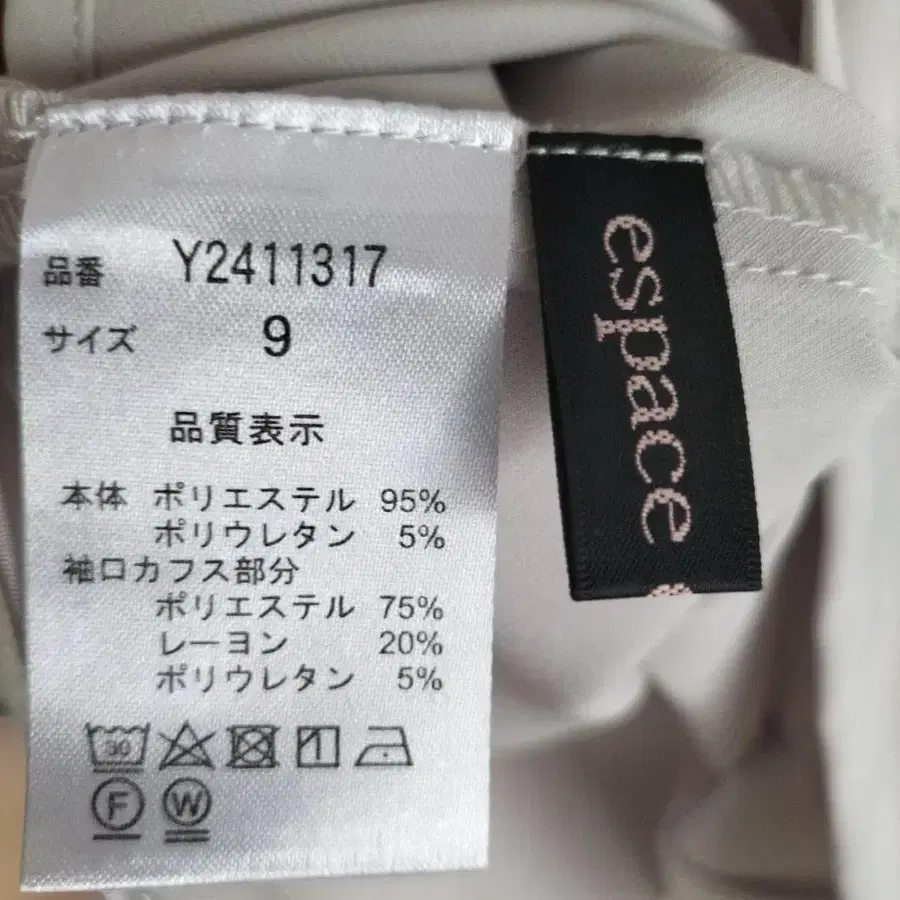 品番 Y2411317
サイズ 9
品質表示
本体 ポリエステル 95%
ポリウレタン 5%
袖口カフス部分
ポリエステル 75%
レーヨン 20%
ポリウレタン 5%
30
F W
espace